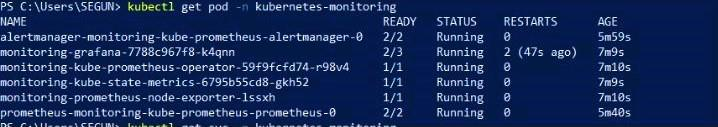 PS C:\Users\SEGUN> kubectl get pod -n kubernetes-monitoring
NAME READY STATUS RESTARTS AGE
alertmanager-monitoring-kube-prometheus-alertmanager-0 2/2 Running 0 5m59s
monitoring-grafana-7788c967f8-k4qnn 2/3 Running 2 (47s ago) 7m9s
monitoring-kube-prometheus-operator-59f9fcfd74-r98v4 1/1 Running 0 7m10s
monitoring-kube-state-metrics-6795b55cd8-gkh52 1/1 Running 0 7m9s
monitoring-prometheus-node-exporter-lssxh 1/1 Running 0 7m10s
prometheus-monitoring-kube-prometheus-prometheus-0 2/2 Running 0 5m40s
PS C:\Users\SEGUN> kubectl get svc -n kubernetes-monitoring